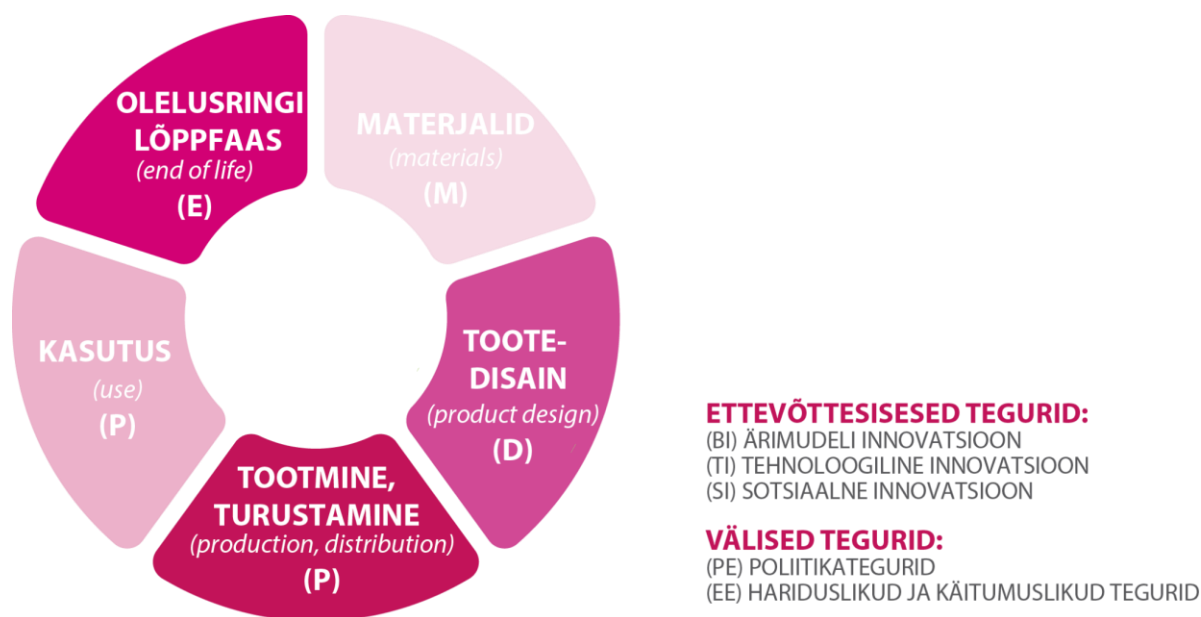 OLELUSRINGI
LÕPPFAAS
(end of life)
(E)
MATERJALID
(materials)
(M)
KASUTUS
(use)
(P)
TOOTE-
DISAIN
(product design)
(D)
TOOTMINE,
TURUSTAMINE
(production, distribution)
(P)
ETTEVÕTTESISESED TEGURID:
(BI) ÄRIMUDELI INNOVATSIOON
(TI) TEHNOLOOGILINE INNOVATSIOON
(SI) SOTSIAALNE INNOVATSIOON
VÄLISED TEGURID:
(PE) POLIITIKATEGURID
(EE) HARIDUSLIKUD JA KÄITUMUSLIKUD TEGURID